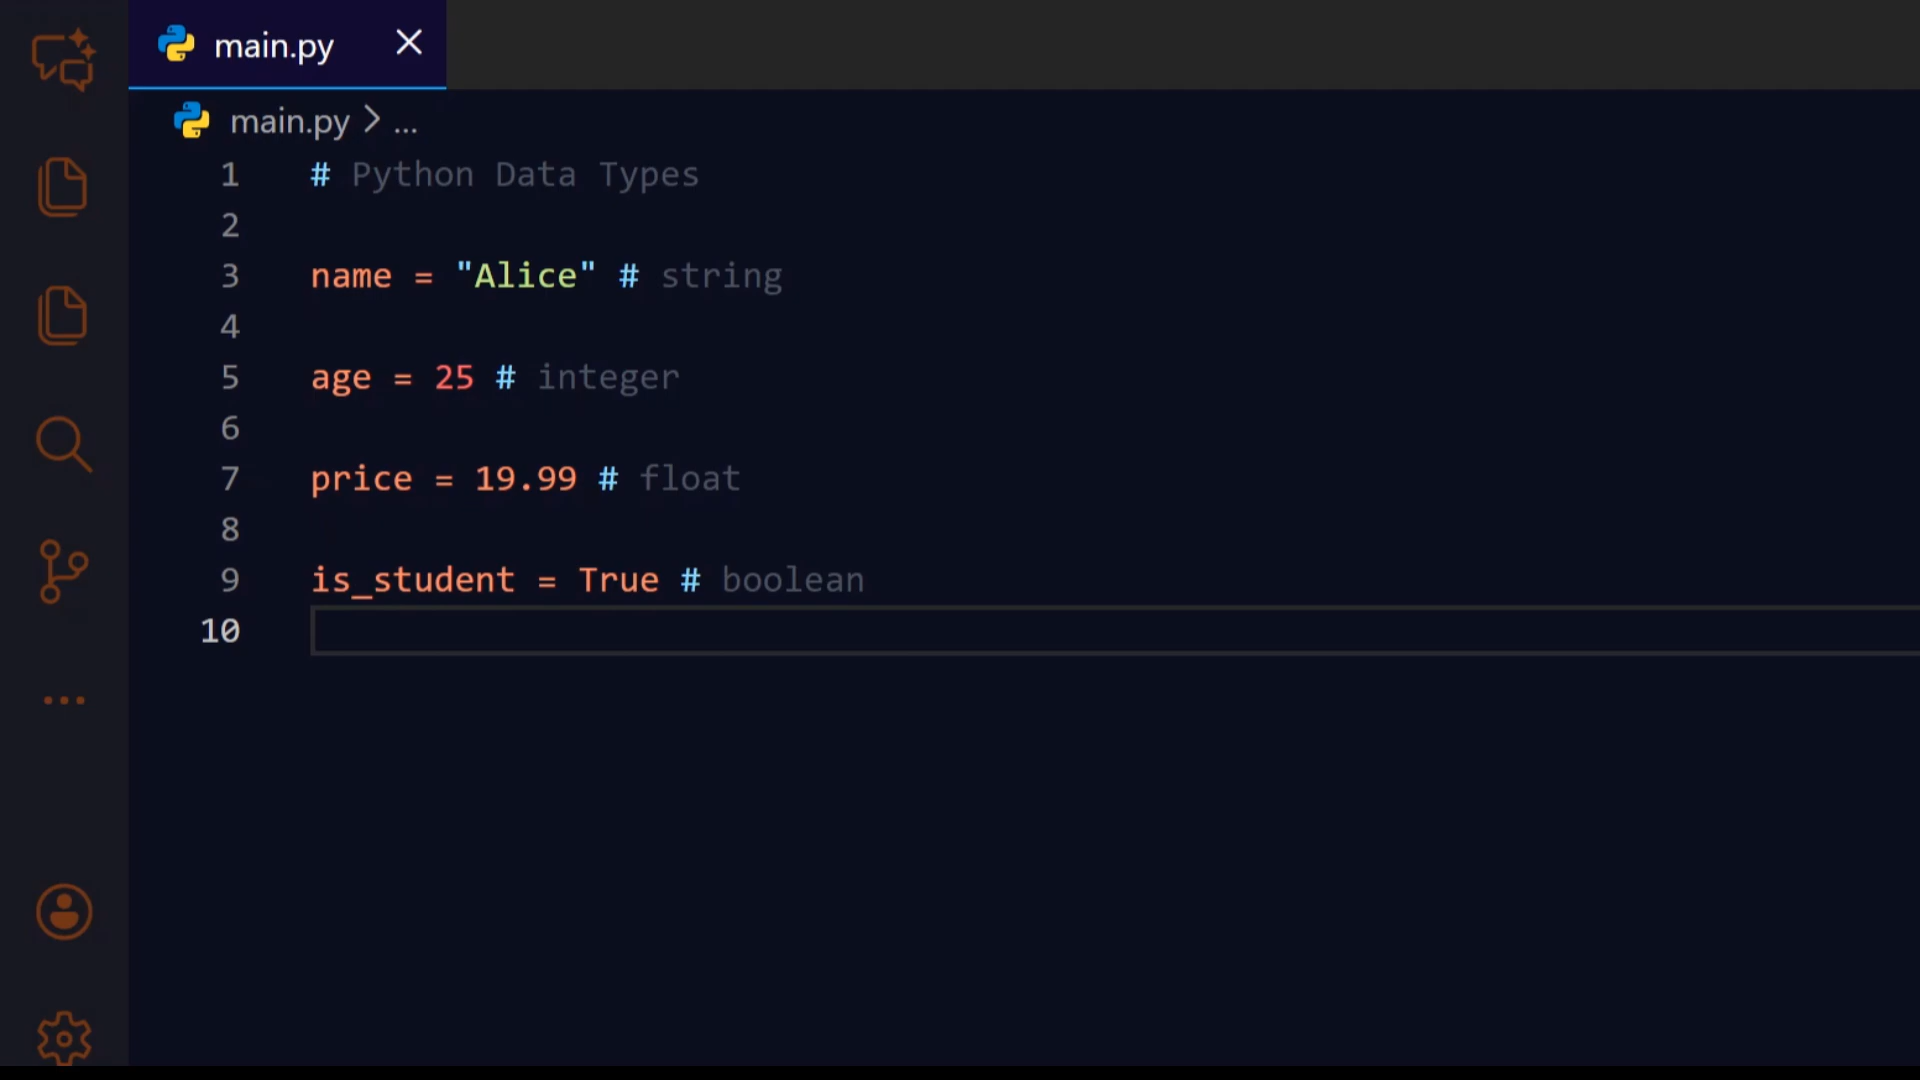 main.py
main.py > ...
1 # Python Data Types
2
3 name = "Alice" # string
4
5 age = 25 # integer
6
7 price = 19.99 # float
8
9 is_student = True # boolean
10